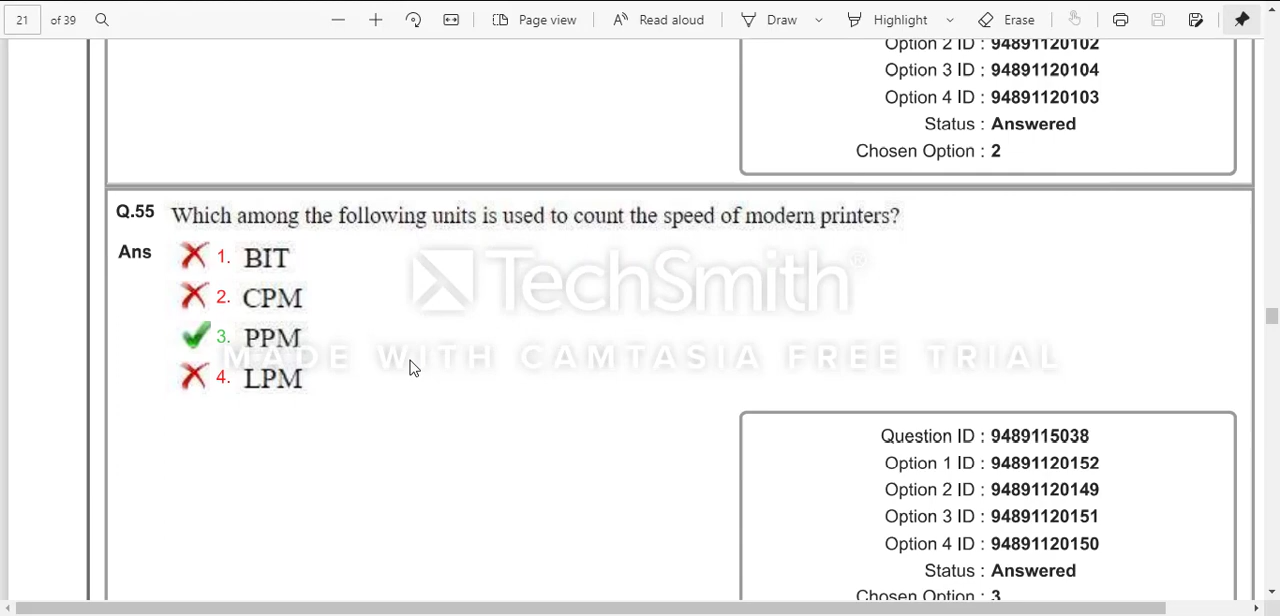 21 of 39 Page view Read aloud Draw Highlight Erase
Option 2 ID : 94891120102
Option 3 ID : 94891120104
Option 4 ID : 94891120103
Status : Answered
Chosen Option : 2
Q.55 Which among the following units is used to count the speed of modern printers?
Ans 1. BIT
2. CPM
3. PPM
4. LPM
TechSmith®
MADE WITH CAMTASIA FREE TRIAL
Question ID : 9489115038
Option 1 ID : 94891120152
Option 2 ID : 94891120149
Option 3 ID : 94891120151
Option 4 ID : 94891120150
Status : Answered
Chosen Option : 3